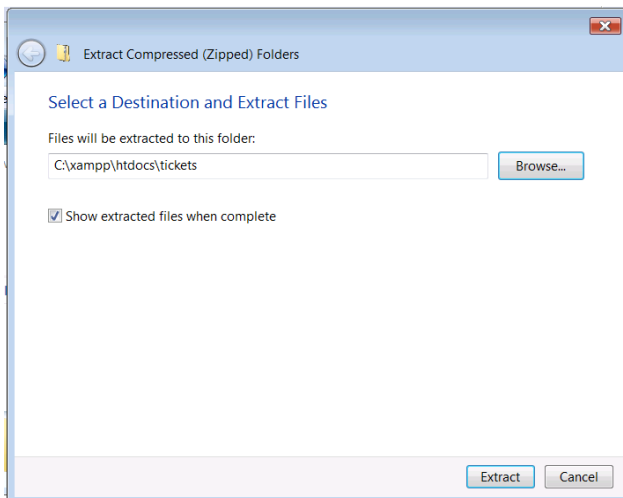 Extract Compressed (Zipped) Folders
Select a Destination and Extract Files
Files will be extracted to this folder:
C:\xampp\htdocs\tickets
Browse...
Show extracted files when complete
Extract
Cancel